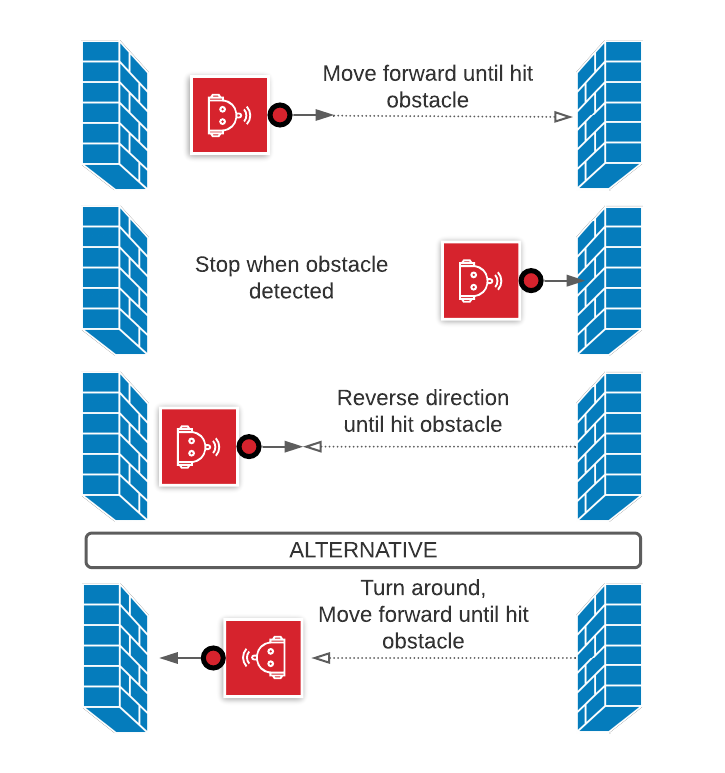 Move forward until hit
obstacle
Stop when obstacle
detected
Reverse direction
until hit obstacle
ALTERNATIVE
Turn around,
Move forward until hit
obstacle